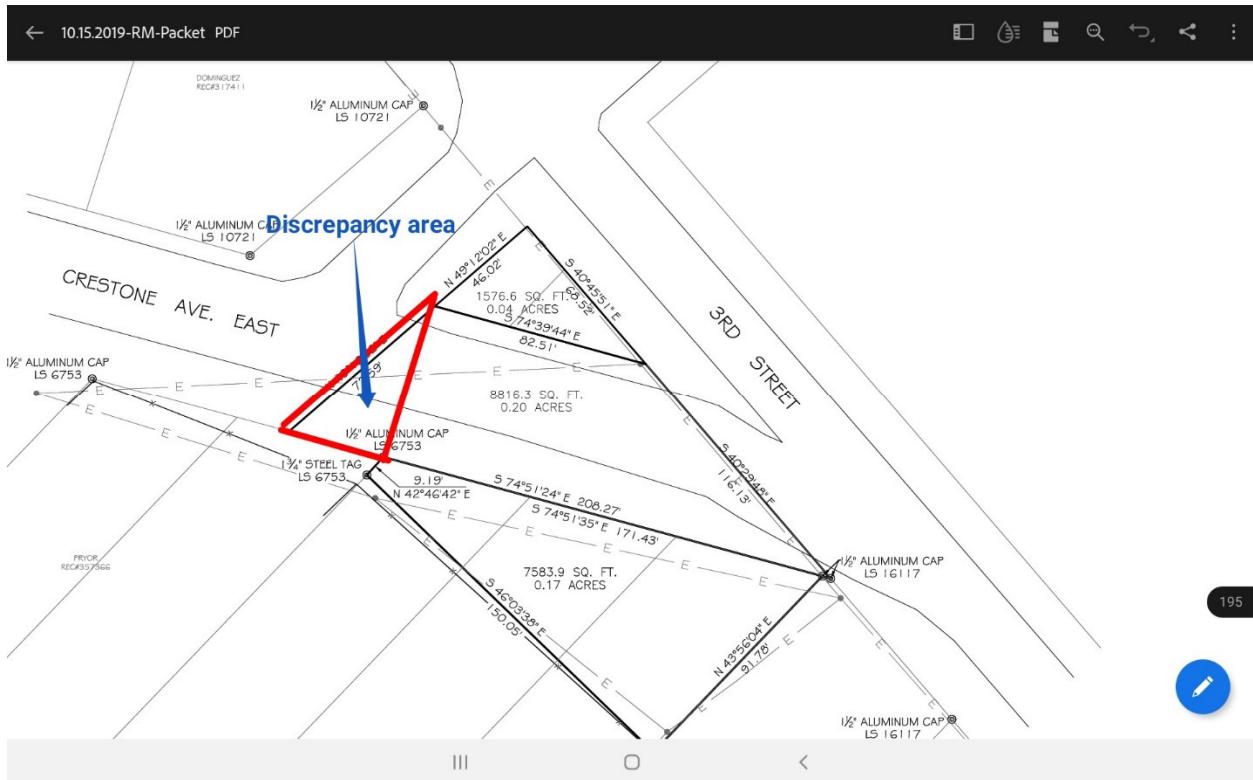 10.15.2019-RM-Packet PDF
DOMINGUEZ
REC#317411
1½" ALUMINUM CAP
LS 10721
E
1½" ALUMINUM CAP
LS 10721
Discrepancy area
E
N 49°12'02" E
46.02'
S 40°45'51" E
68.52'
1576.6 SQ. FT.
0.04 ACRES
S 74°39'44" E
82.51'
CRESTONE AVE. EAST
3RD STREET
1½" ALUMINUM CAP
LS 6753
E
E
E
E
E
E
8816.3 SQ. FT.
0.20 ACRES
E
E
1½" ALUMINUM CAP
LS 6753
1¾" STEEL TAG
LS 6753
9.19'
N 42°46'42" E
S 74°51'24" E 208.27'
S 74°51'35" E 171.43'
S 40°29'48" E
116.13'
E
E
E
E
E
E
PRYOR
REC#357366
7583.9 SQ. FT.
0.17 ACRES
1½" ALUMINUM CAP
LS 16117
195
S 46°03'38" E
150.05'
N 43°56'04" E
91.78'
E
E
E
E
1½" ALUMINUM CAP
LS 16117